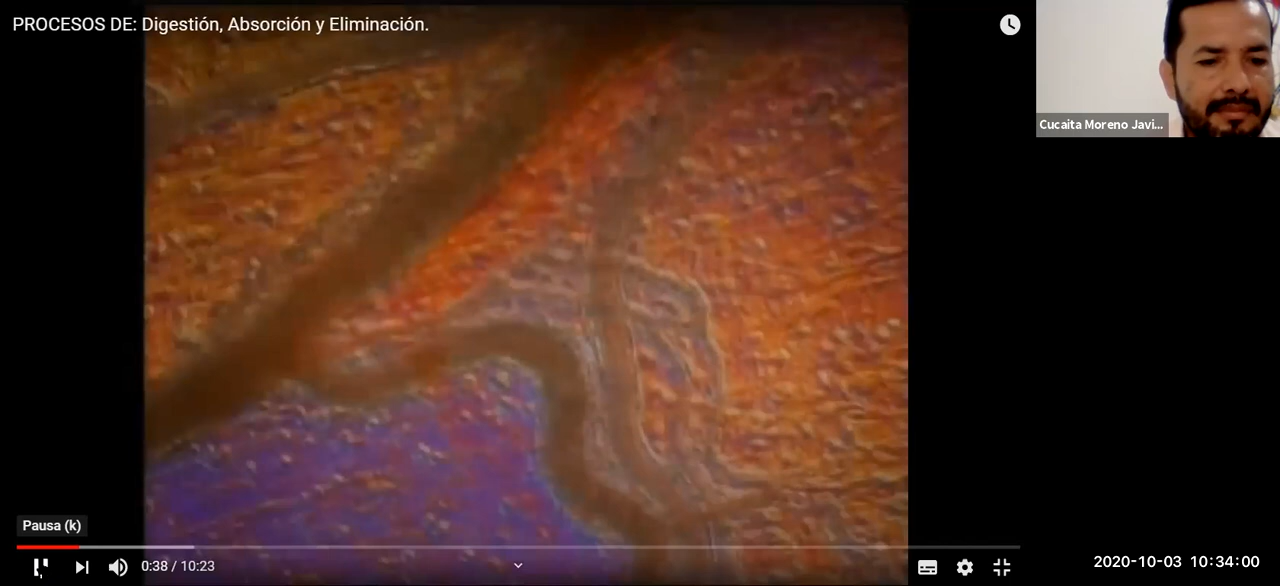 PROCESOS DE: Digestión, Absorción y Eliminación.
Cucaita Moreno Javi...
Pausa (k)
0:38 / 10:23
2020-10-03 10:34:00